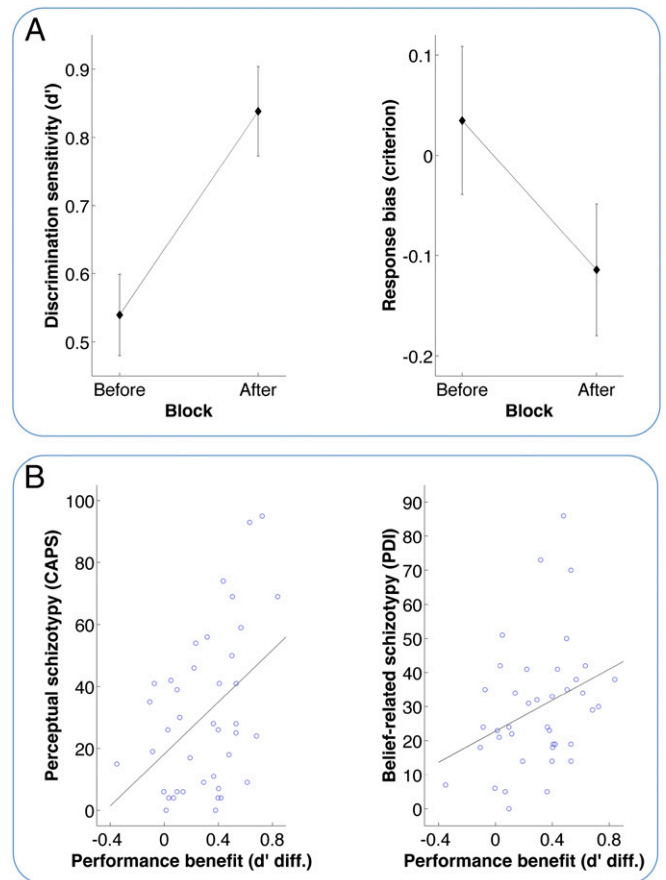 A
Discrimination sensitivity (d')
0.9
0.8
0.7
0.6
0.5
Before
After
Block
Response bias (criterion)
0.1
0
-0.1
-0.2
Before
After
Block
B
Perceptual schizotypy (CAPS)
100
80
60
40
20
0
-0.4
0
0.4
0.8
Performance benefit (d' diff.)
Belief-related schizotypy (PDI)
90
80
70
60
50
40
30
20
10
0
-0.4
0
0.4
0.8
Performance benefit (d' diff.)